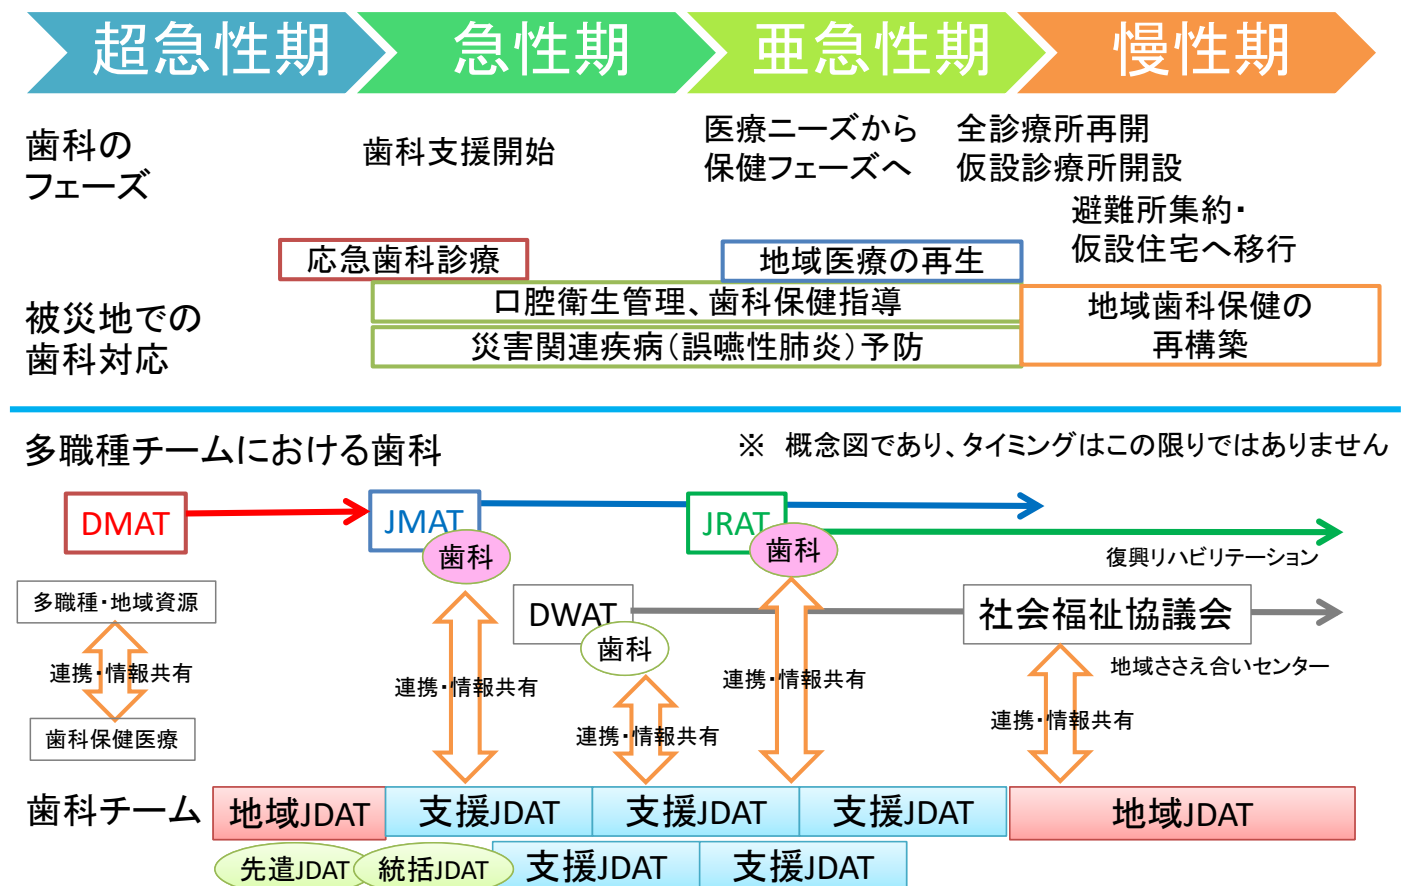 超急性期
急性期
亜急性期
慢性期
歯科の
フェーズ
歯科支援開始
医療ニーズから
保健フェーズへ
全診療所再開
仮設診療所開設
避難所集約・
仮設住宅へ移行
被災地での
歯科対応
応急歯科診療
地域医療の再生
口腔衛生管理、歯科保健指導
災害関連疾病(誤嚥性肺炎)予防
地域歯科保健の
再構築
多職種チームにおける歯科
※ 概念図であり、タイミングはこの限りではありません
DMAT
JMAT
歯科
JRAT
歯科
復興リハビリテーション
多職種・地域資源
連携・情報共有
歯科保健医療
DWAT
歯科
社会福祉協議会
地域ささえ合いセンター
連携・情報共有
連携・情報共有
連携・情報共有
連携・情報共有
歯科チーム
地域JDAT
支援JDAT
支援JDAT
支援JDAT
地域JDAT
先遣JDAT
統括JDAT
支援JDAT
支援JDAT